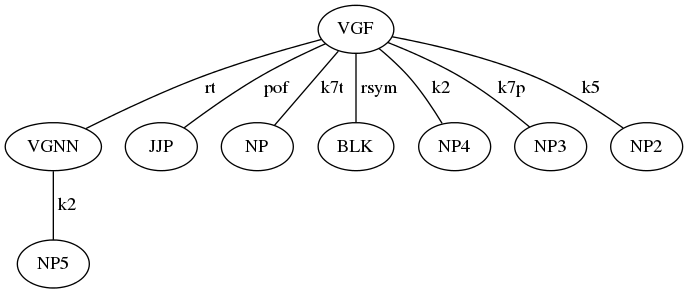 VGF
rt pof k7t rsym k2 k7p k5
VGNN JJP NP BLK NP4 NP3 NP2
k2
NP5